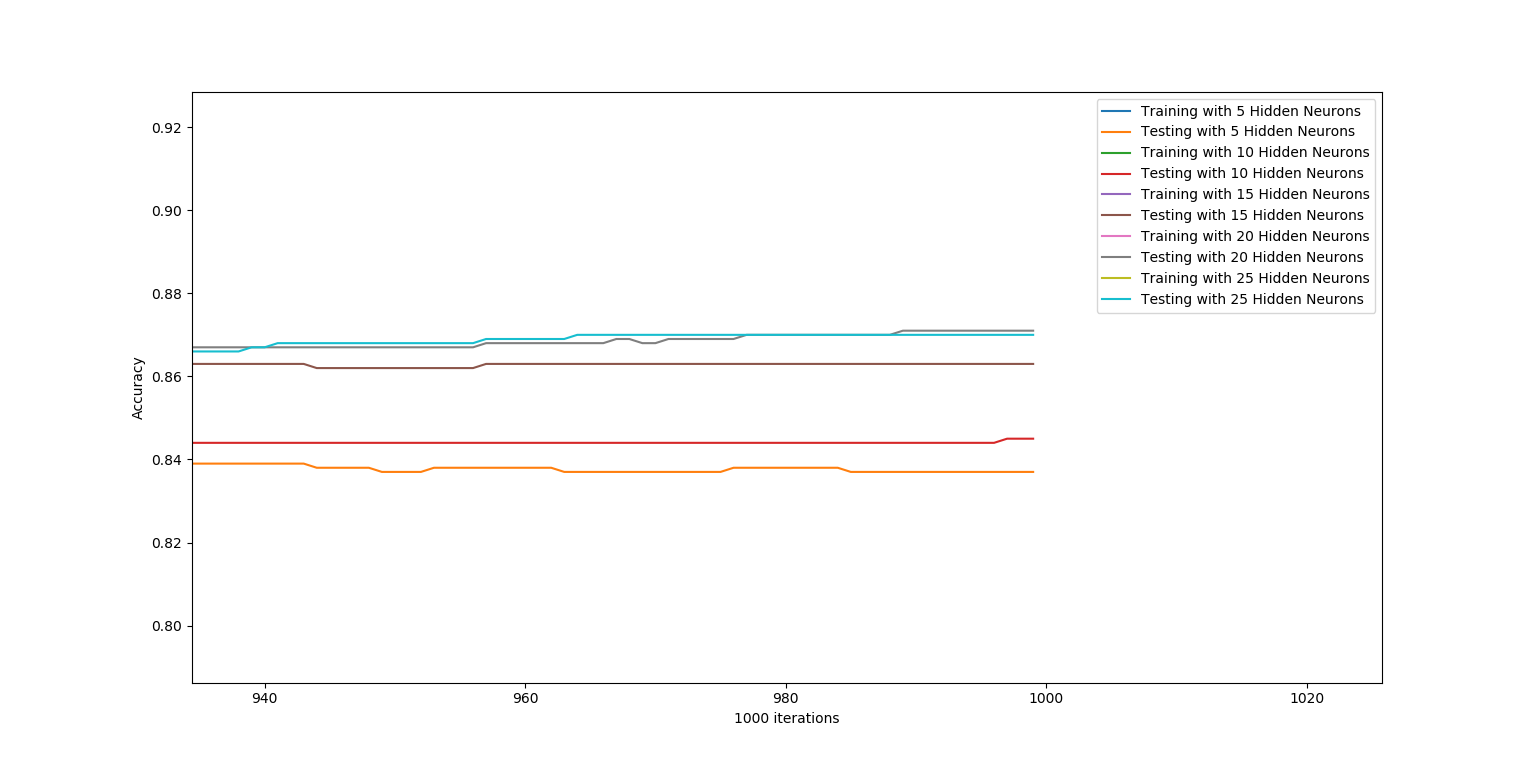 Training with 5 Hidden Neurons
Testing with 5 Hidden Neurons
Training with 10 Hidden Neurons
Testing with 10 Hidden Neurons
Training with 15 Hidden Neurons
Testing with 15 Hidden Neurons
Training with 20 Hidden Neurons
Testing with 20 Hidden Neurons
Training with 25 Hidden Neurons
Testing with 25 Hidden Neurons
0.92
0.90
0.88
0.86
0.84
0.82
0.80
Accuracy
940 960 980 1000 1020
1000 iterations